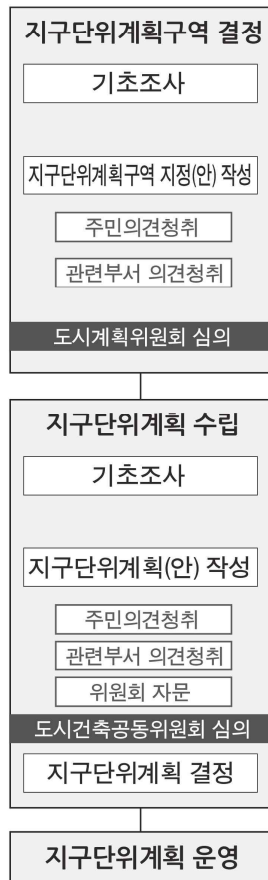 지구단위계획구역 결정
기초조사
지구단위계획구역 지정(안) 작성
주민의견청취
관련부서 의견청취
도시계획위원회 심의
지구단위계획 수립
기초조사
지구단위계획(안) 작성
주민의견청취
관련부서 의견청취
위원회 자문
도시건축공동위원회 심의
지구단위계획 결정
지구단위계획 운영